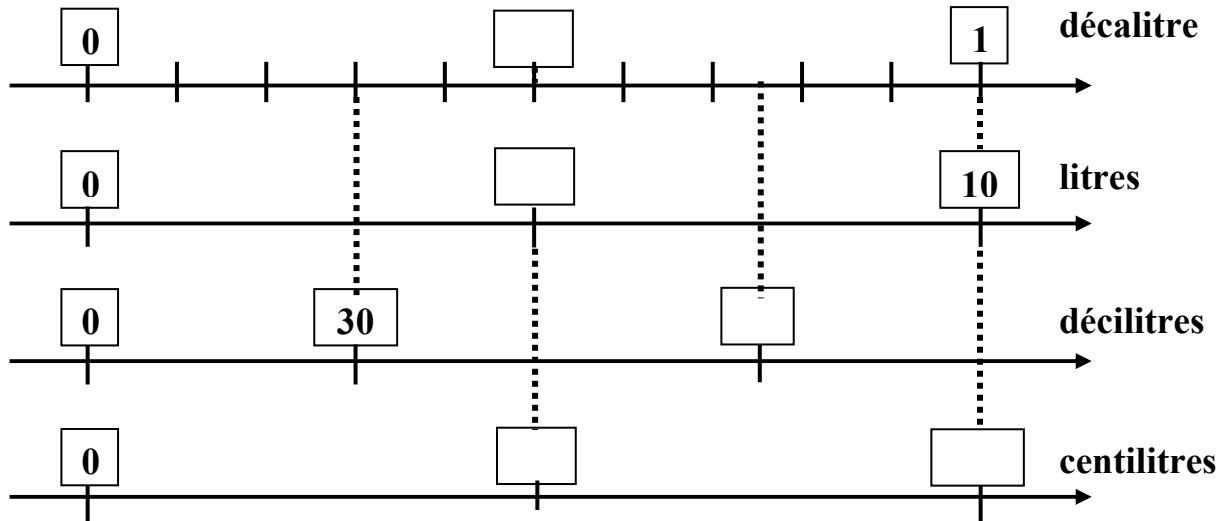 0 1 décalitre
0 10 litres
0 30 décilitres
0 centilitres